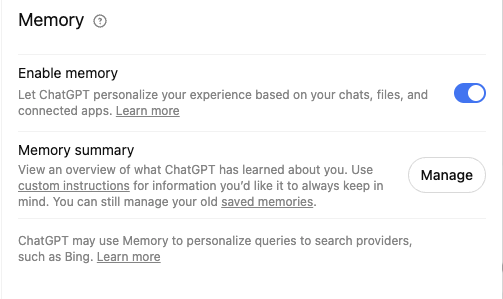 Memory ?
Enable memory
Let ChatGPT personalize your experience based on your chats, files, and
connected apps. Learn more
Memory summary
View an overview of what ChatGPT has learned about you. Use
custom instructions for information you'd like it to always keep in
mind. You can still manage your old saved memories.
Manage
ChatGPT may use Memory to personalize queries to search providers,
such as Bing. Learn more